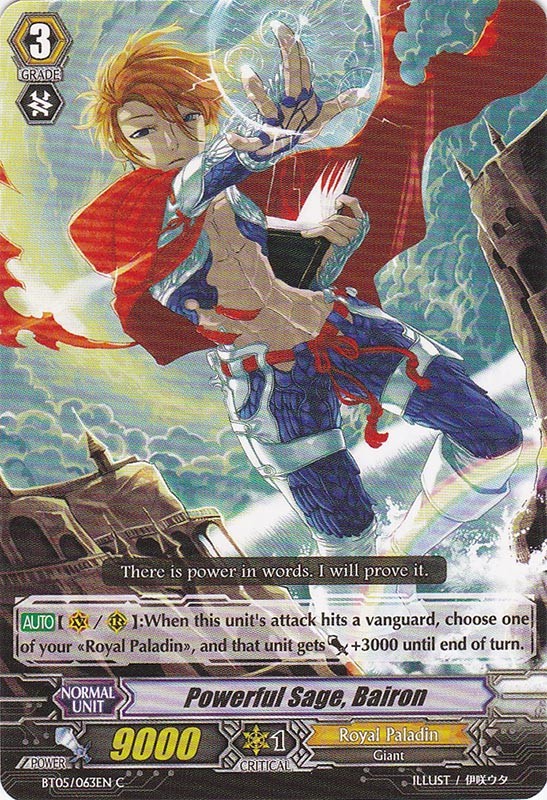 3
GRADE
There is power in words. I will prove it.
AUTO 【 V / R 】:When this unit's attack hits a vanguard, choose one
of your «Royal Paladin», and that unit gets +3000 until end of turn.
NORMAL
UNIT
Powerful Sage, Bairon
POWER
9000
1
CRITICAL
Royal Paladin
Giant
BT05/063EN C
ILLUST / 伊咲ウタ